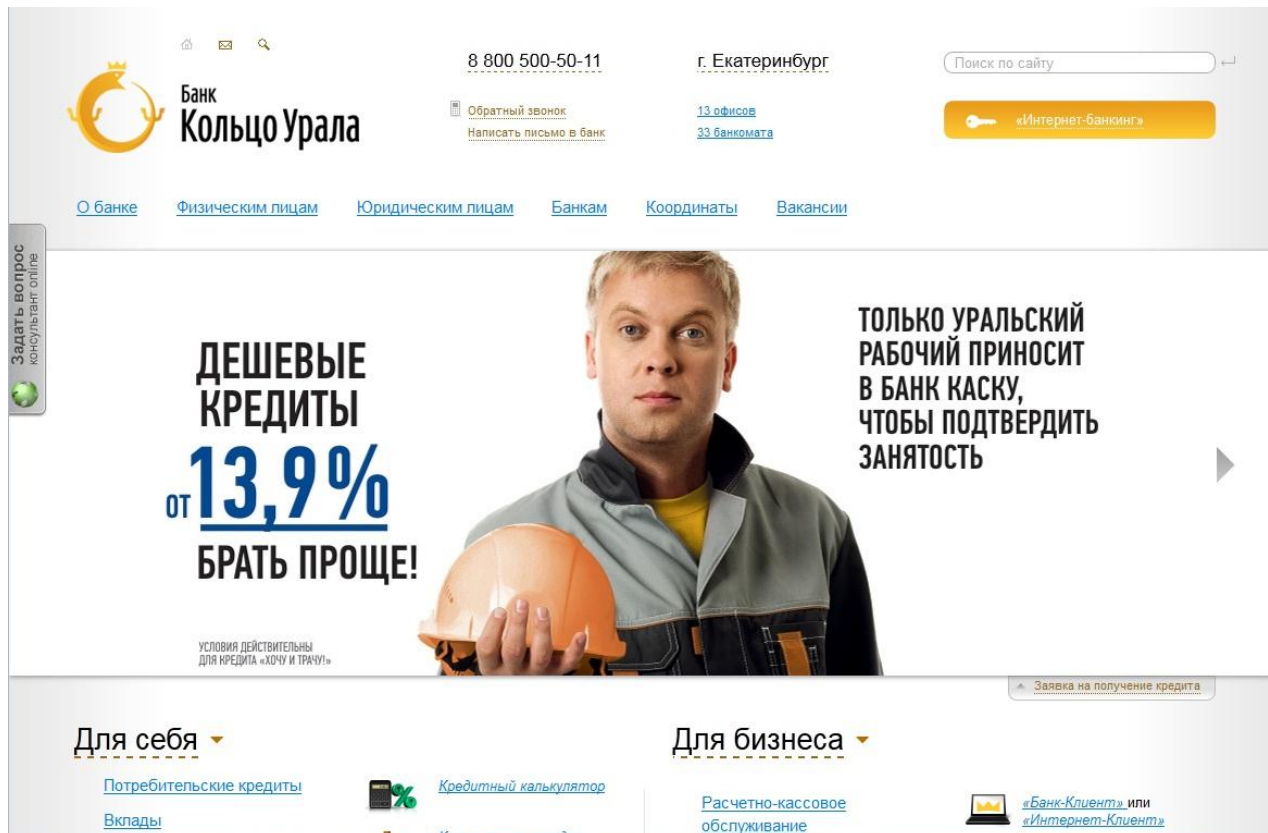 8 800 500-50-11
г. Екатеринбург
Поиск по сайту
Банк
Кольцо Урала
Обратный звонок
Написать письмо в банк
13 офисов
33 банкомата
«Интернет-банкинг»
О банке
Физическим лицам
Юридическим лицам
Банкам
Координаты
Вакансии
Задать вопрос
консультант online
ДЕШЕВЫЕ
КРЕДИТЫ
от 13,9%
БРАТЬ ПРОЩЕ!
УСЛОВИЯ ДЕЙСТВИТЕЛЬНЫ
ДЛЯ КРЕДИТА «ХОЧУ И ТРАЧУ!»
ТОЛЬКО УРАЛЬСКИЙ
РАБОЧИЙ ПРИНОСИТ
В БАНК КАСКУ,
ЧТОБЫ ПОДТВЕРДИТЬ
ЗАНЯТОСТЬ
Заявка на получение кредита
Для себя
Потребительские кредиты
Вклады
Кредитный калькулятор
Для бизнеса
Расчетно-кассовое
обслуживание
«Банк-Клиент» или
«Интернет-Клиент»